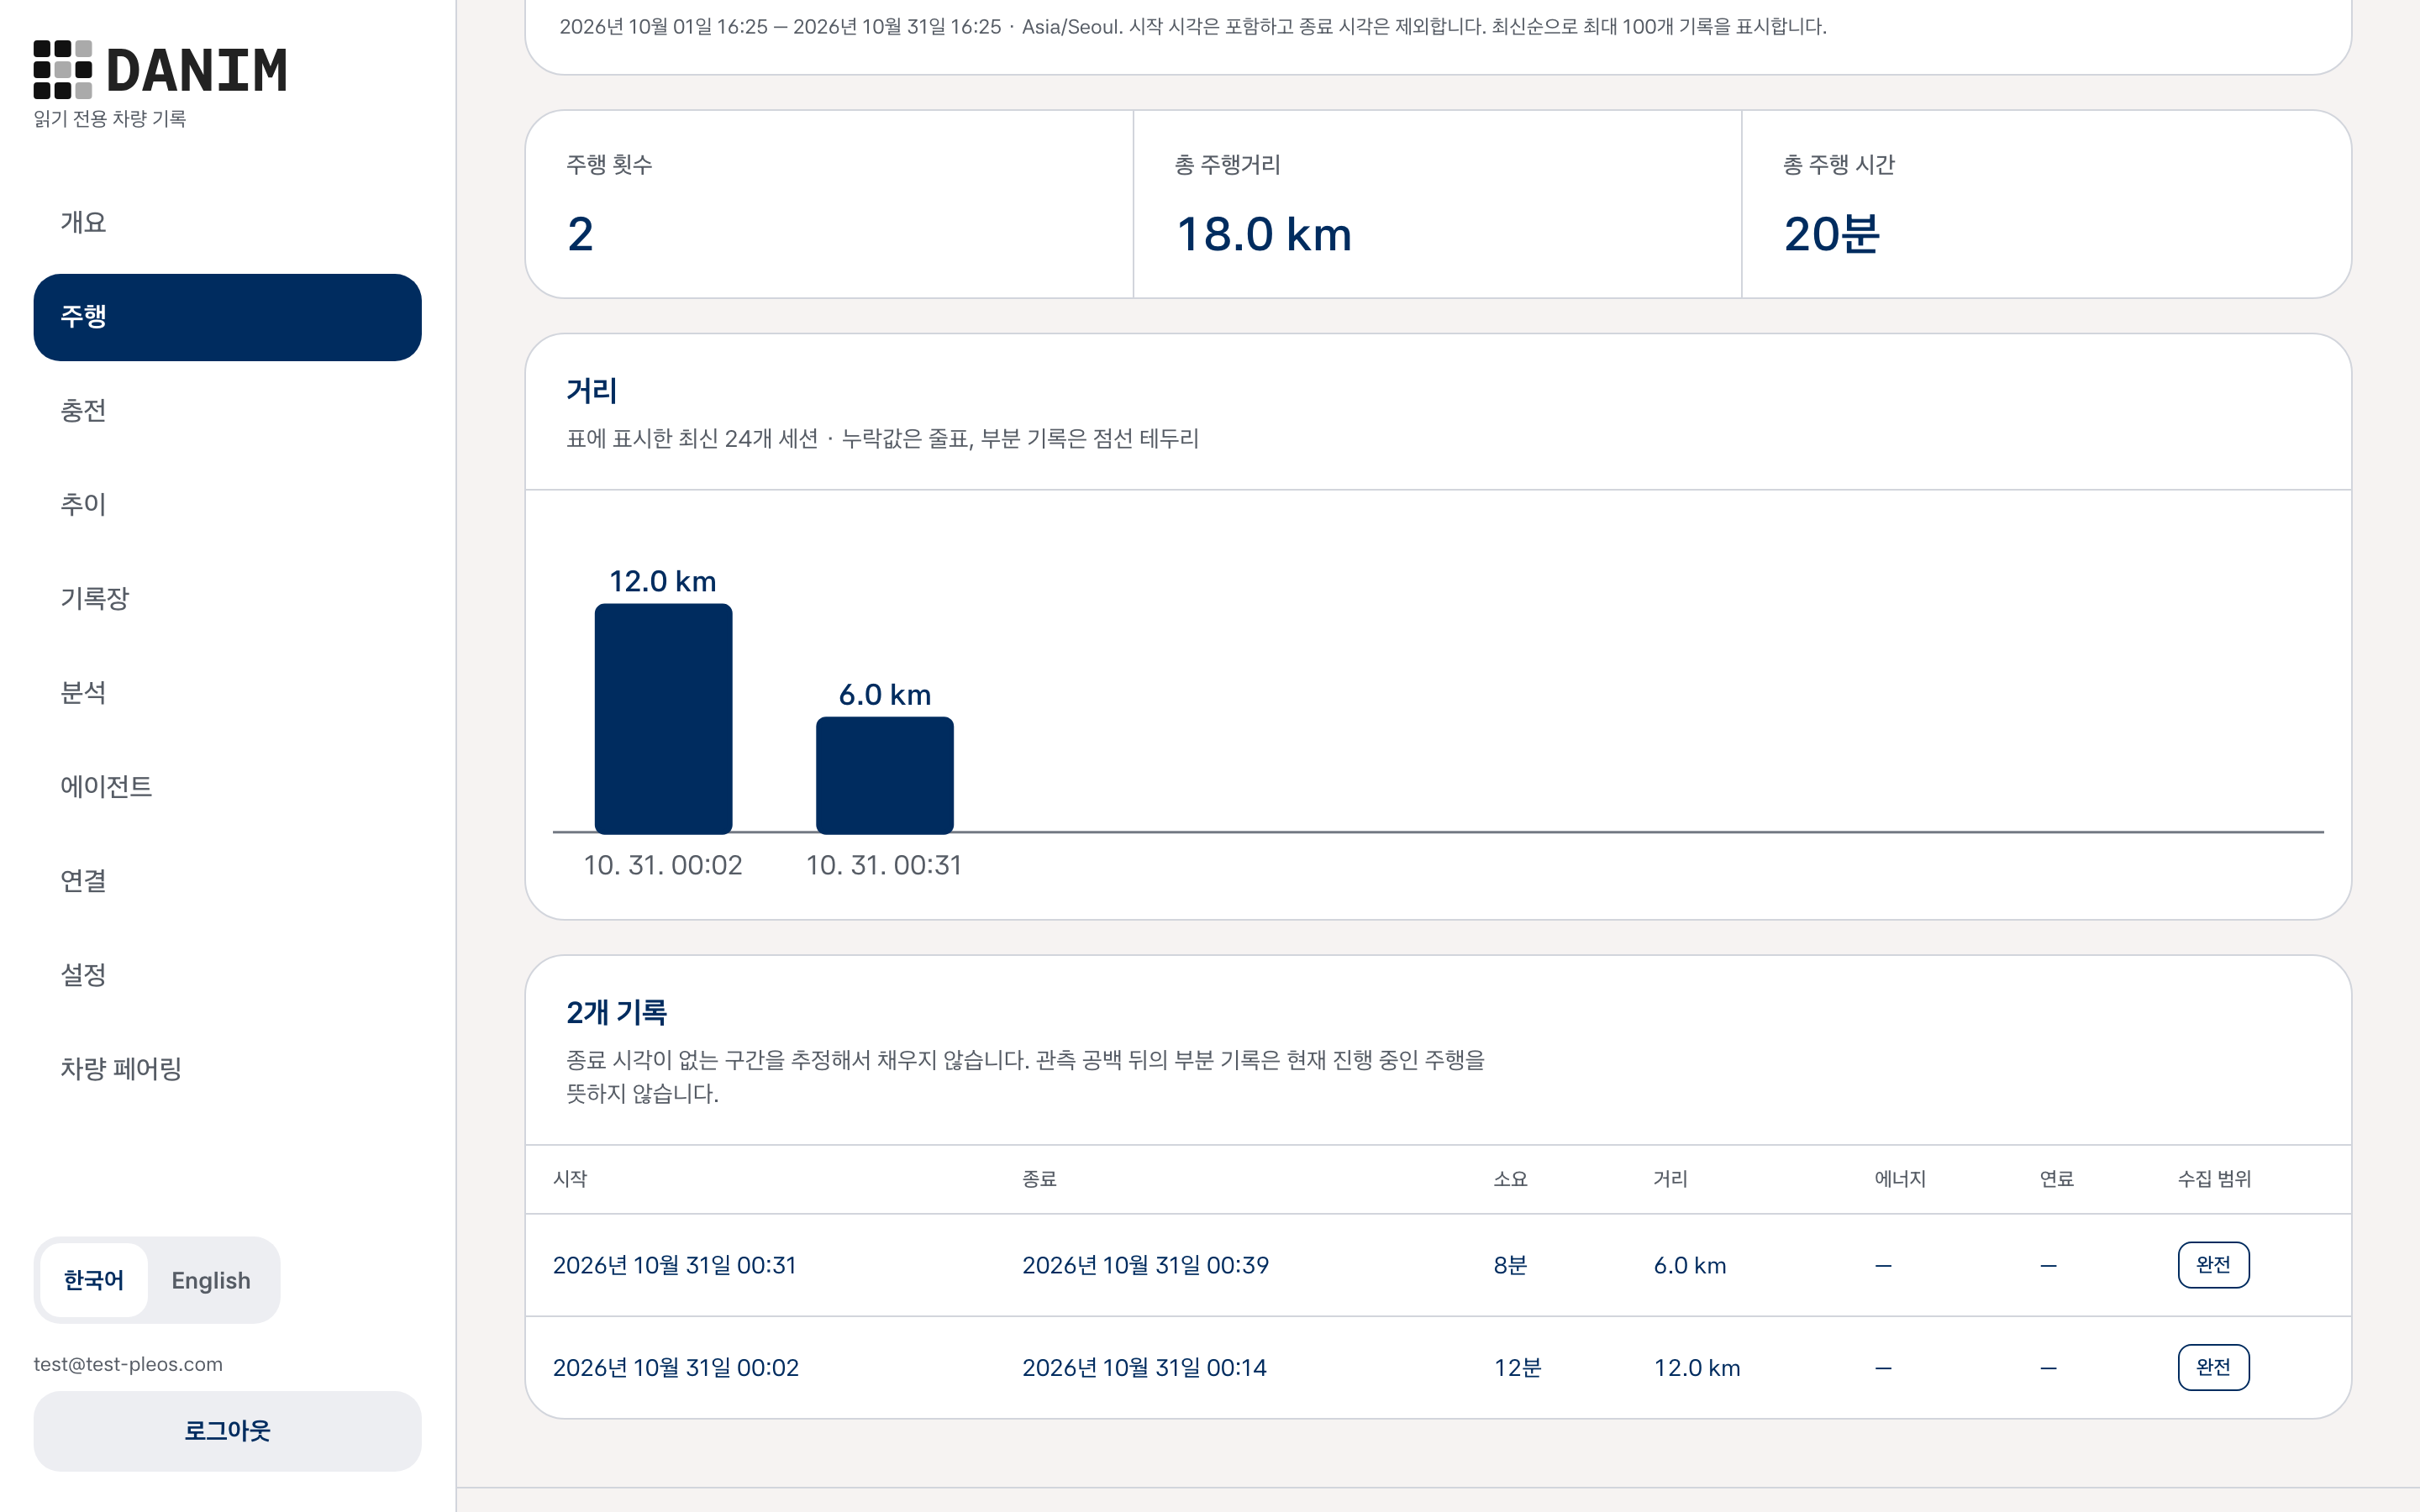 DANIM
읽기 전용 차량 기록
개요
주행
충전
추이
기록장
분석
에이전트
연결
설정
차량 페어링
한국어 English
test@test-pleos.com
로그아웃
2026년 10월 01일 16:25 — 2026년 10월 31일 16:25 · Asia/Seoul. 시작 시각은 포함하고 종료 시각은 제외합니다. 최신순으로 최대 100개 기록을 표시합니다.
주행 횟수 총 주행거리 총 주행 시간
2 18.0 km 20분
거리
표에 표시한 최신 24개 세션 · 누락값은 줄표, 부분 기록은 점선 테두리
12.0 km
6.0 km
10. 31. 00:02 10. 31. 00:31
2개 기록
종료 시각이 없는 구간을 추정해서 채우지 않습니다. 관측 공백 뒤의 부분 기록은 현재 진행 중인 주행을
뜻하지 않습니다.
시작 종료 소요 거리 에너지 연료 수집 범위
2026년 10월 31일 00:31 2026년 10월 31일 00:39 8분 6.0 km — — 완전
2026년 10월 31일 00:02 2026년 10월 31일 00:14 12분 12.0 km — — 완전